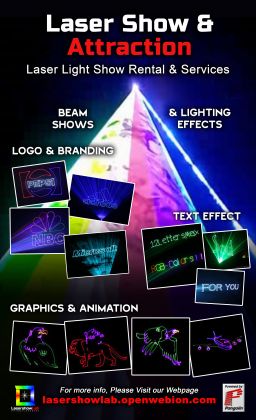 Laser Show &
Attraction
Laser Light Show Rental & Services
BEAM
SHOWS
& LIGHTING
EFFECTS
LOGO & BRANDING
PEPSI
NBC
Microsoft
TEXT EFFECT
12 Letters max
RGB colors!!!
FOR YOU
GRAPHICS & ANIMATION
For more info, Please Visit our Webpage
lasershowlab.openwebion.com
Powered by
Pangolin